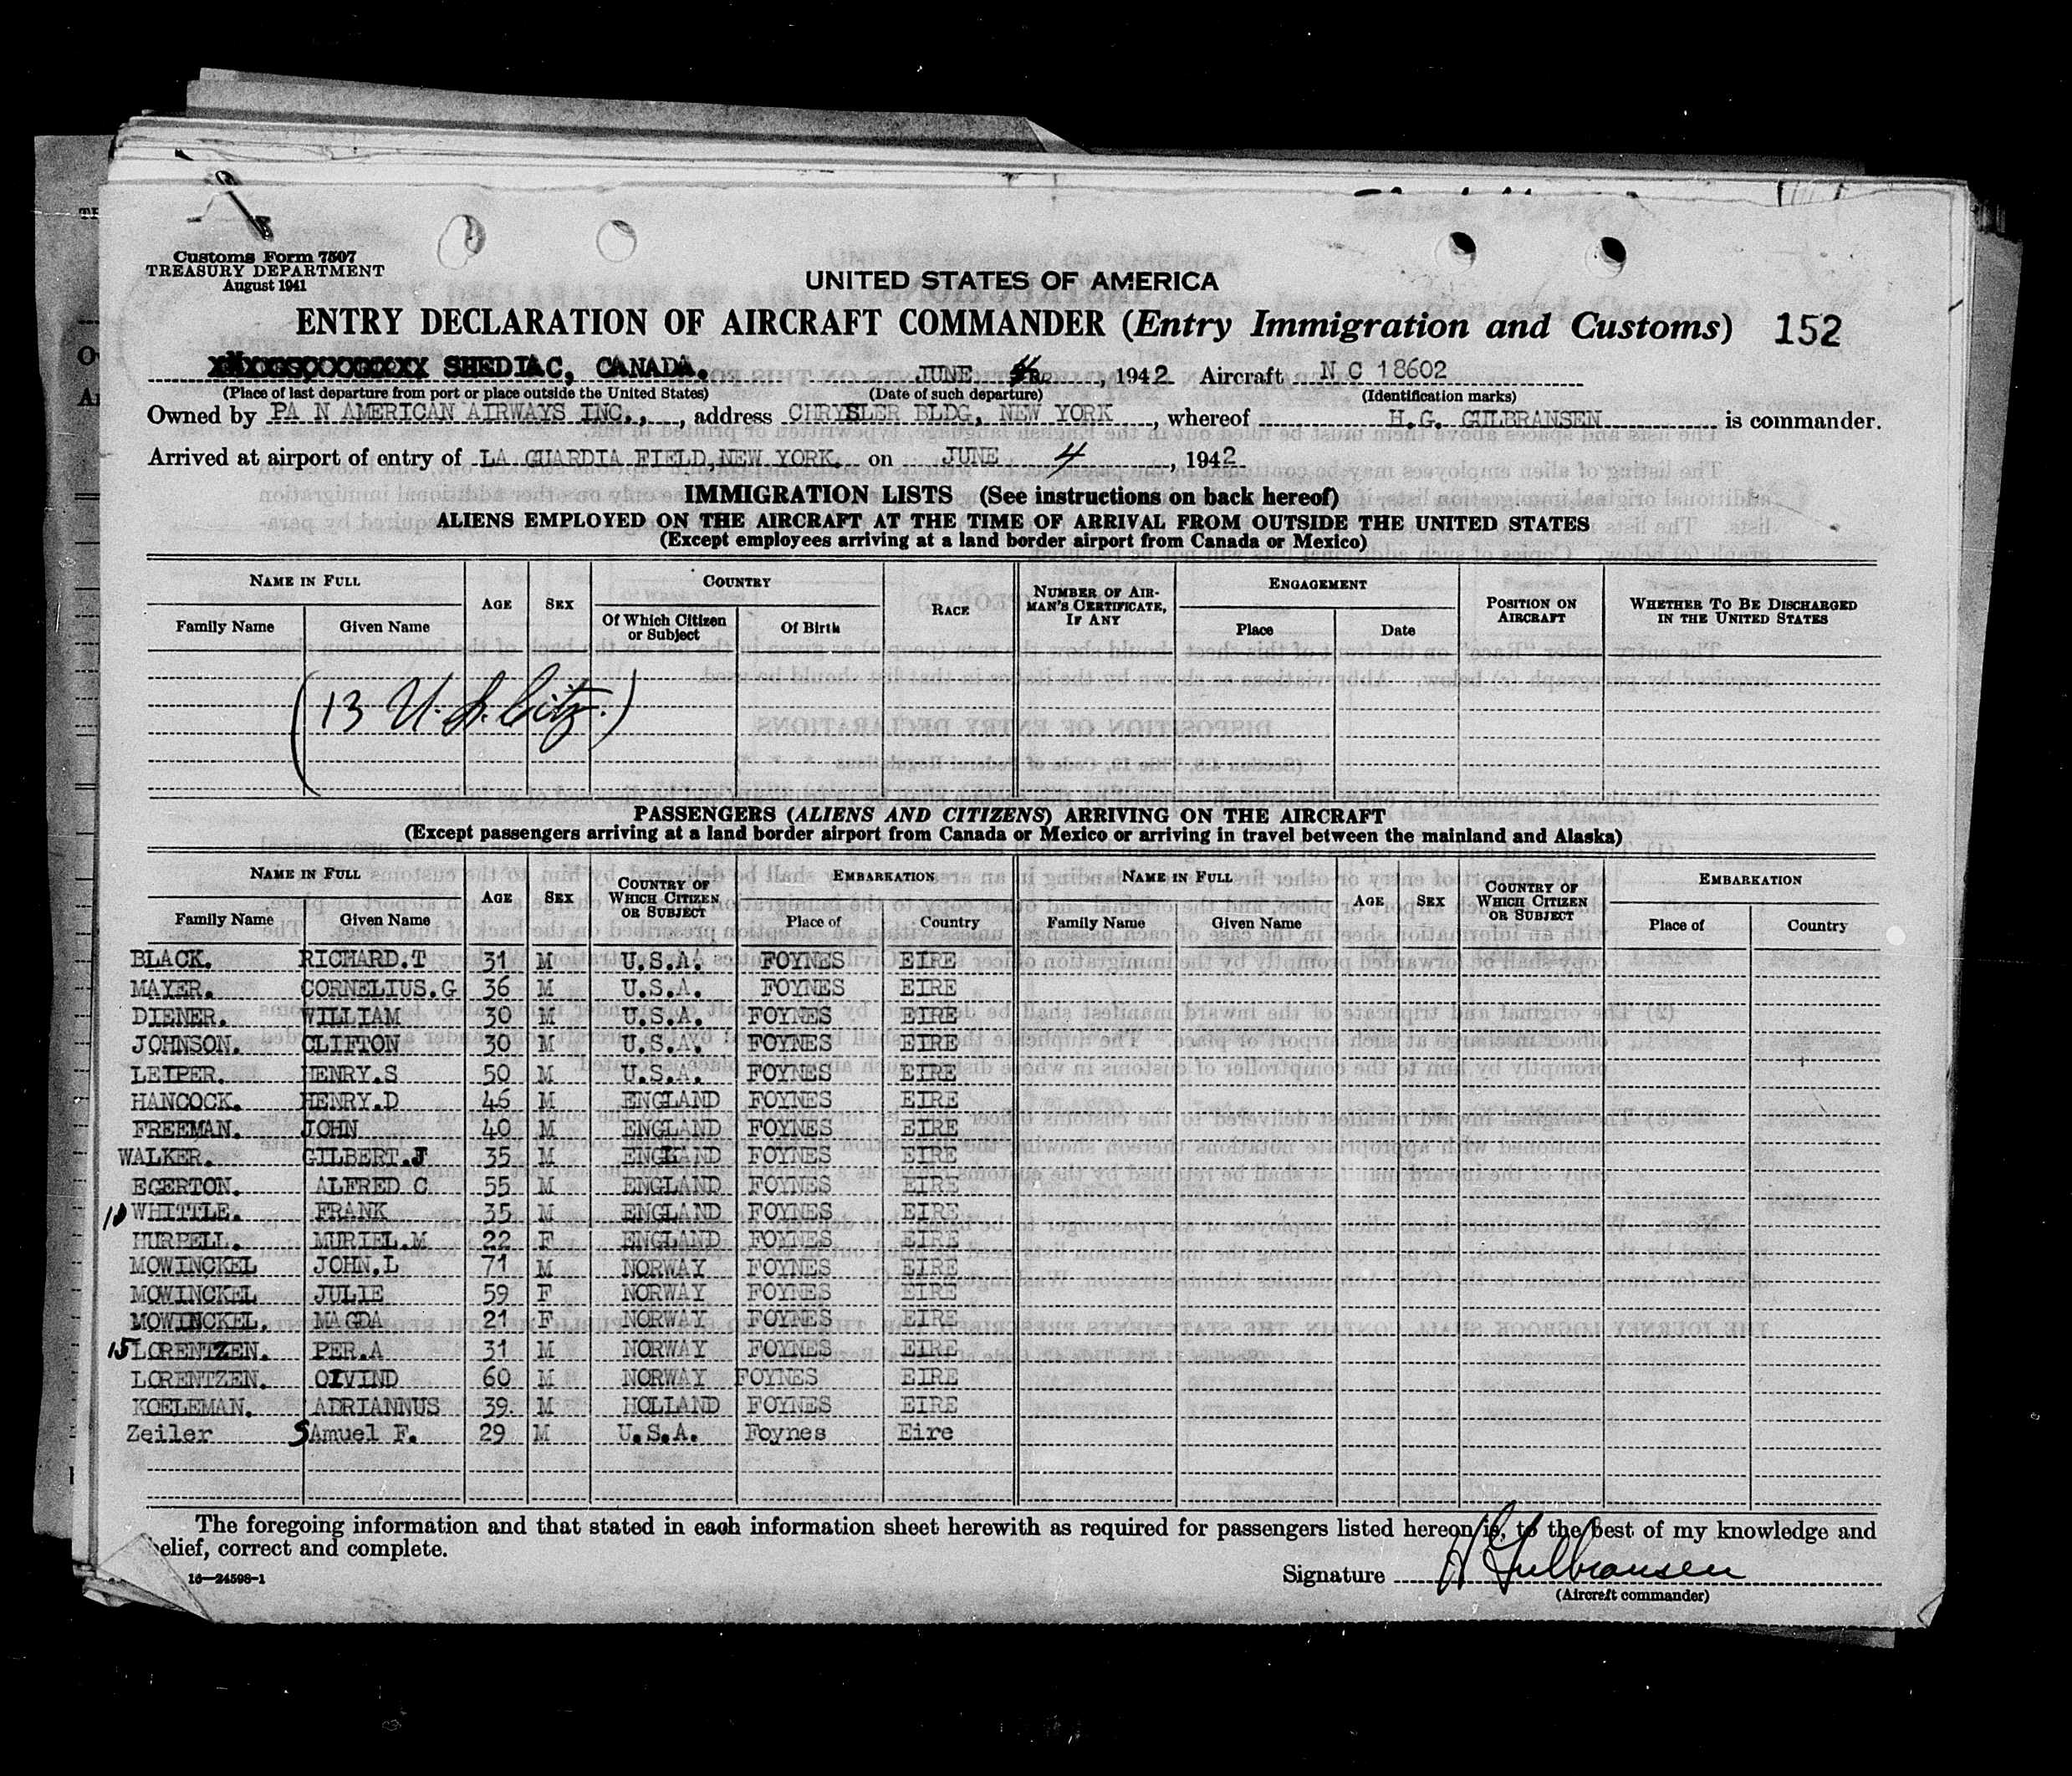 Customs Form 7507
TREASURY DEPARTMENT
August 1941
UNITED STATES OF AMERICA
ENTRY DECLARATION OF AIRCRAFT COMMANDER (Entry Immigration and Customs) 152
SHEDIAC, CANADA. JUNE 4, 1942 Aircraft N C 18602
(Place of last departure from port or place outside the United States) (Date of such departure) (Identification marks)
Owned by PA N AMERICAN AIRWAYS INC., , address CHRYSLER BLDG, NEW YORK , whereof H.G. GULBRANSEN is commander.
Arrived at airport of entry of LA GUARDIA FIELD, NEW YORK. on JUNE 4 , 1942
IMMIGRATION LISTS (See instructions on back hereof)
ALIENS EMPLOYED ON THE AIRCRAFT AT THE TIME OF ARRIVAL FROM OUTSIDE THE UNITED STATES
(Except employees arriving at a land border airport from Canada or Mexico)
NAME IN FULL AGE SEX COUNTRY RACE NUMBER OF AIRMAN'S CERTIFICATE, IF ANY ENGAGEMENT POSITION ON AIRCRAFT WHETHER TO BE DISCHARGED IN THE UNITED STATES
Family Name Given Name Of Which Citizen or Subject Of Birth Place Date
(13 U.S. Citz.)
PASSENGERS (ALIENS AND CITIZENS) ARRIVING ON THE AIRCRAFT
(Except passengers arriving at a land border airport from Canada or Mexico or arriving in travel between the mainland and Alaska)
NAME IN FULL AGE SEX COUNTRY OF WHICH CITIZEN OR SUBJECT EMBARKATION NAME IN FULL AGE SEX COUNTRY OF WHICH CITIZEN OR SUBJECT EMBARKATION
Family Name Given Name Place of Country Family Name Given Name Place of Country
BLACK. RICHARD.T 31 M U.S.A. FOYNES EIRE
MAYER. CORNELIUS.G 36 M U.S.A. FOYNES EIRE
DIENER. WILLIAM 30 M U.S.A. FOYNES EIRE
JOHNSON. CLIFTON 30 M U.S.A. FOYNES EIRE
LEIPER. HENRY.S 50 M U.S.A. FOYNES EIRE
HANCOCK. HENRY.D 46 M ENGLAND FOYNES EIRE
FREEMAN. JOHN 40 M ENGLAND FOYNES EIRE
WALKER. GILBERT.J 35 M ENGLAND FOYNES EIRE
EGERTON. ALFRED C 55 M ENGLAND FOYNES EIRE
10 WHITTLE. FRANK 35 M ENGLAND FOYNES EIRE
HURRELL. MURIEL.M 22 F ENGLAND FOYNES EIRE
MOWINCKEL JOHN.L 71 M NORWAY FOYNES EIRE
MOWINCKEL JULIE 59 F NORWAY FOYNES EIRE
MOWINCKEL. MAGDA 21 F NORWAY FOYNES EIRE
15 LORENTZEN. PER.A 31 M NORWAY FOYNES EIRE
LORENTZEN. OIVIND 60 M NORWAY FOYNES EIRE
KOELEMAN. ADRIANNUS 39. M HOLLAND FOYNES EIRE
Zeiler SAmuel F. 29 M U.S.A. Foynes Eire
The foregoing information and that stated in each information sheet herewith as required for passengers listed hereon is, to the best of my knowledge and
belief, correct and complete.
16—24598-1
Signature H Gulbransen
(Aircraft commander)